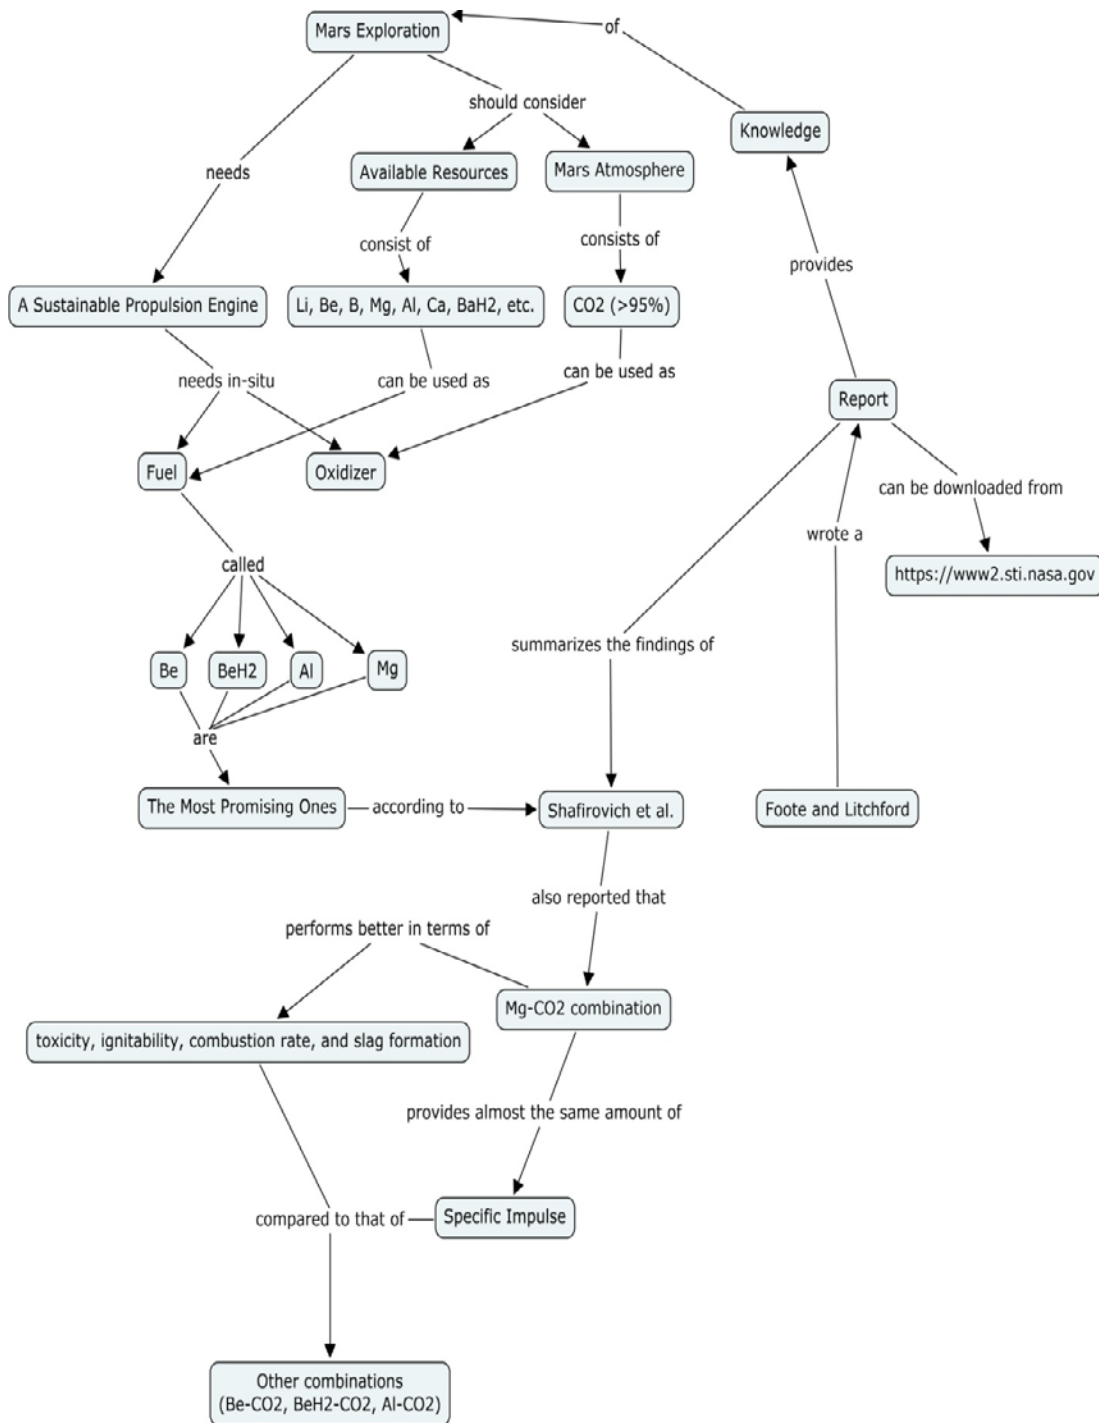 Mars Exploration
of
should consider
Knowledge
Available Resources
Mars Atmosphere
needs
consist of
consists of
provides
A Sustainable Propulsion Engine
Li, Be, B, Mg, Al, Ca, BaH2, etc.
CO2 (>95%)
needs in-situ
can be used as
can be used as
Report
Fuel
Oxidizer
can be downloaded from
wrote a
called
https://www2.sti.nasa.gov
summarizes the findings of
Be
BeH2
Al
Mg
are
The Most Promising Ones
according to
Shafirovich et al.
Foote and Litchford
also reported that
performs better in terms of
Mg-CO2 combination
toxicity, ignitability, combustion rate, and slag formation
provides almost the same amount of
compared to that of
Specific Impulse
Other combinations
(Be-CO2, BeH2-CO2, Al-CO2)